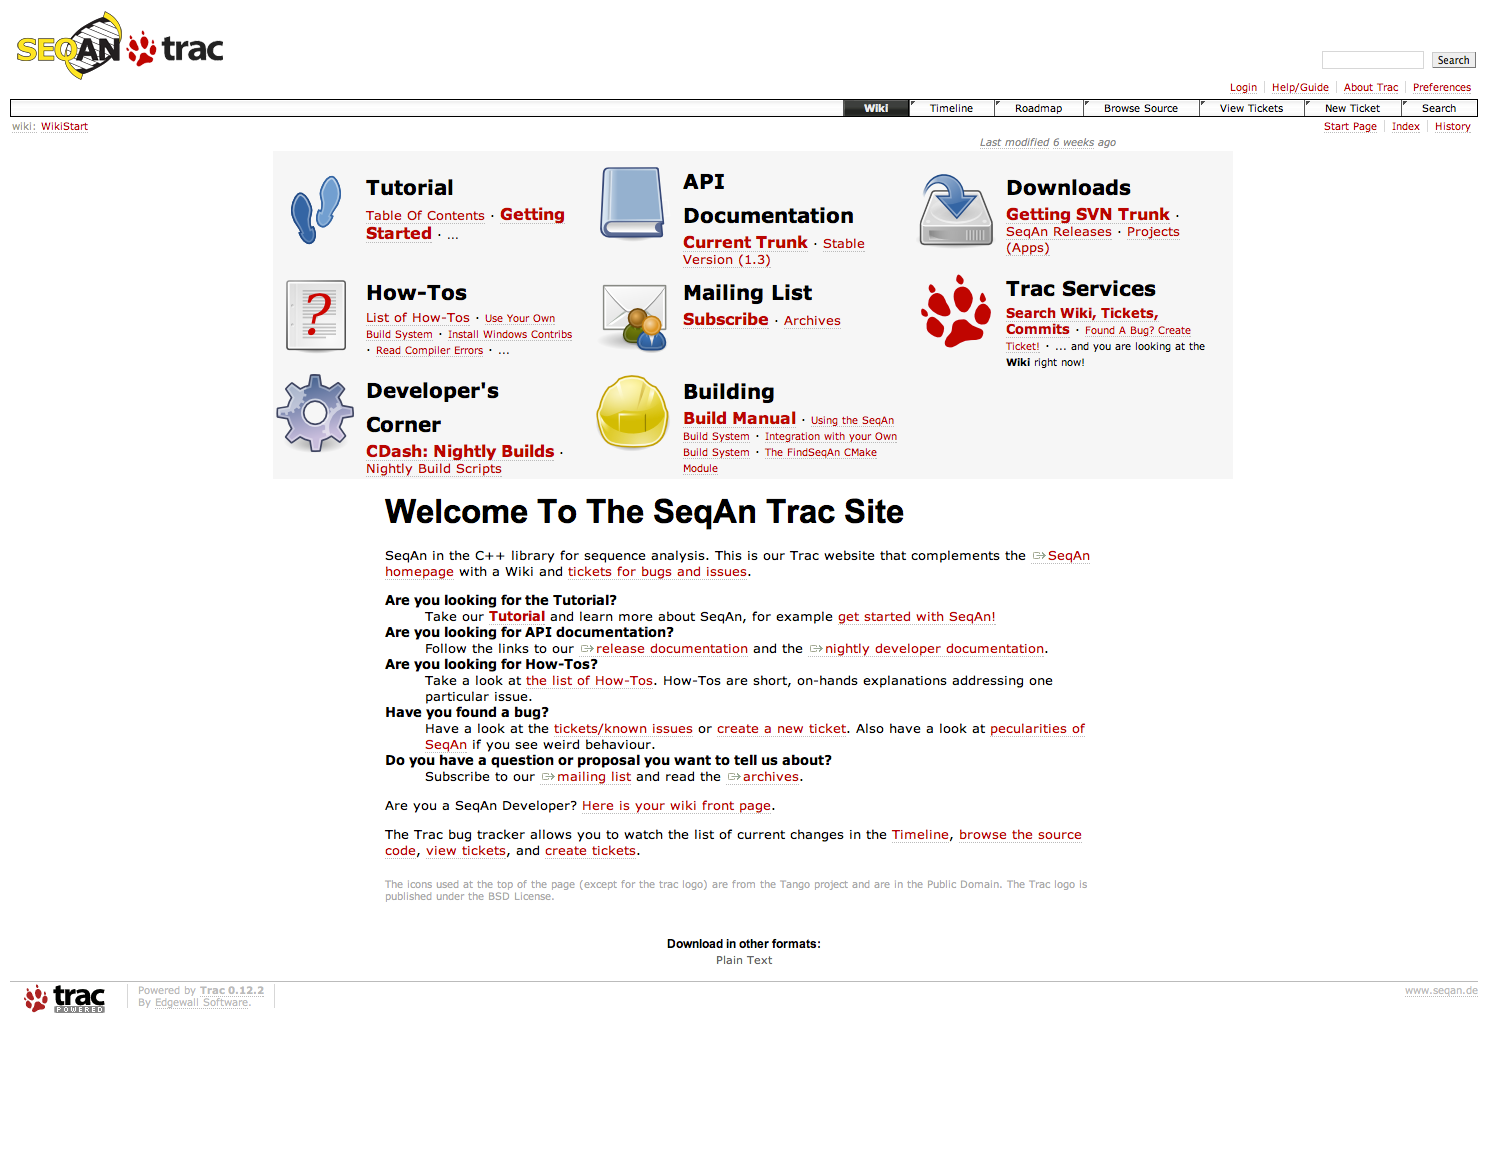 SEQAN trac
Search
Login Help/Guide About Trac Preferences
Wiki Timeline Roadmap Browse Source View Tickets New Ticket Search
wiki: WikiStart
Start Page Index History
Last modified 6 weeks ago
Tutorial
Table Of Contents · Getting
Started · ...
API
Documentation
Current Trunk · Stable
Version (1.3)
Downloads
Getting SVN Trunk ·
SeqAn Releases · Projects
(Apps)
?
How-Tos
List of How-Tos · Use Your Own
Build System · Install Windows Contribs
· Read Compiler Errors · ...
Mailing List
Subscribe · Archives
Trac Services
Search Wiki, Tickets,
Commits · Found A Bug? Create
Ticket! · ... and you are looking at the
Wiki right now!
Developer's
Corner
CDash: Nightly Builds ·
Nightly Build Scripts
Building
Build Manual · Using the SeqAn
Build System · Integration with your Own
Build System · The FindSeqAn CMake
Module
Welcome To The SeqAn Trac Site
SeqAn in the C++ library for sequence analysis. This is our Trac website that complements the SeqAn
homepage with a Wiki and tickets for bugs and issues.
Are you looking for the Tutorial?
Take our Tutorial and learn more about SeqAn, for example get started with SeqAn!
Are you looking for API documentation?
Follow the links to our release documentation and the nightly developer documentation.
Are you looking for How-Tos?
Take a look at the list of How-Tos. How-Tos are short, on-hands explanations addressing one
particular issue.
Have you found a bug?
Have a look at the tickets/known issues or create a new ticket. Also have a look at pecularities of
SeqAn if you see weird behaviour.
Do you have a question or proposal you want to tell us about?
Subscribe to our mailing list and read the archives.
Are you a SeqAn Developer? Here is your wiki front page.
The Trac bug tracker allows you to watch the list of current changes in the Timeline, browse the source
code, view tickets, and create tickets.
The icons used at the top of the page (except for the trac logo) are from the Tango project and are in the Public Domain. The Trac logo is
published under the BSD License.
Download in other formats:
Plain Text
trac
POWERED
Powered by Trac 0.12.2
By Edgewall Software.
www.seqan.de